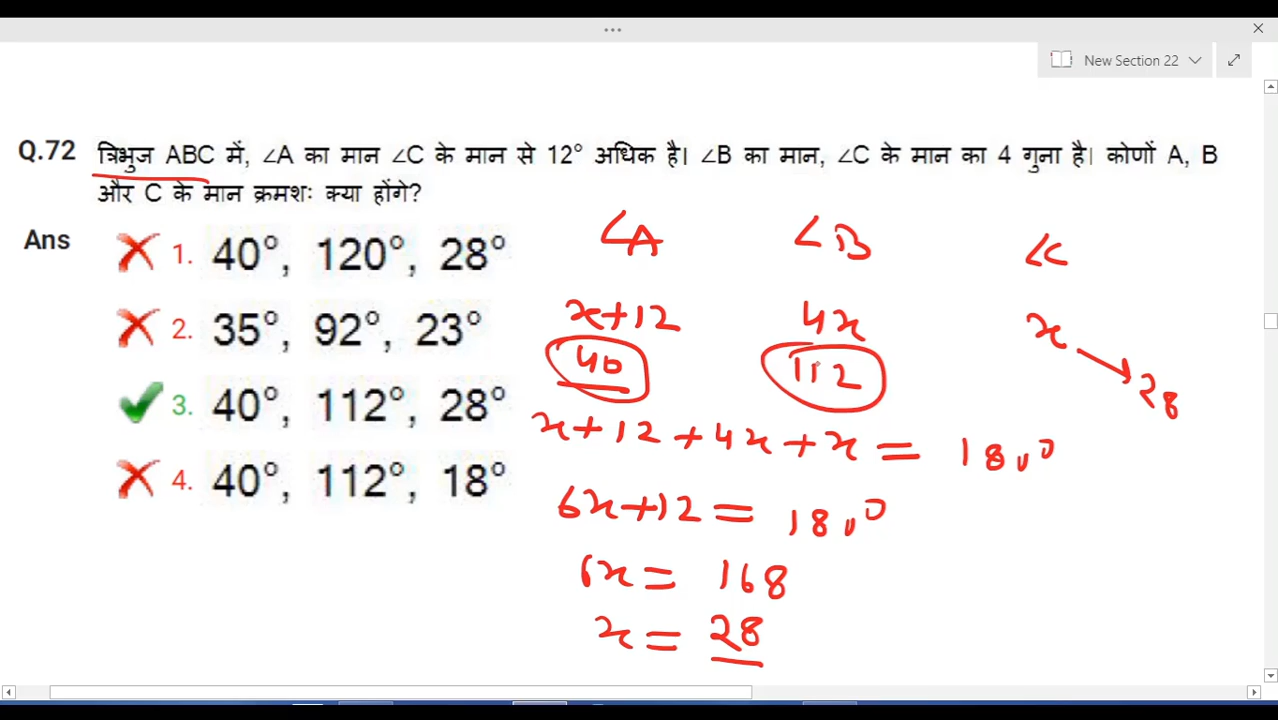 New Section 22
Q.72 त्रिभुज ABC में, ∠A का मान ∠C के मान से 12° अधिक है। ∠B का मान, ∠C के मान का 4 गुना है। कोणों A, B
और C के मान क्रमशः क्या होंगे?
Ans
1. 40°, 120°, 28°
2. 35°, 92°, 23°
3. 40°, 112°, 28°
4. 40°, 112°, 18°
∠A ∠B ∠C
x+12 4x x
40 112 28
x+12+4x+x = 180
6x+12 = 180
6x = 168
x = 28